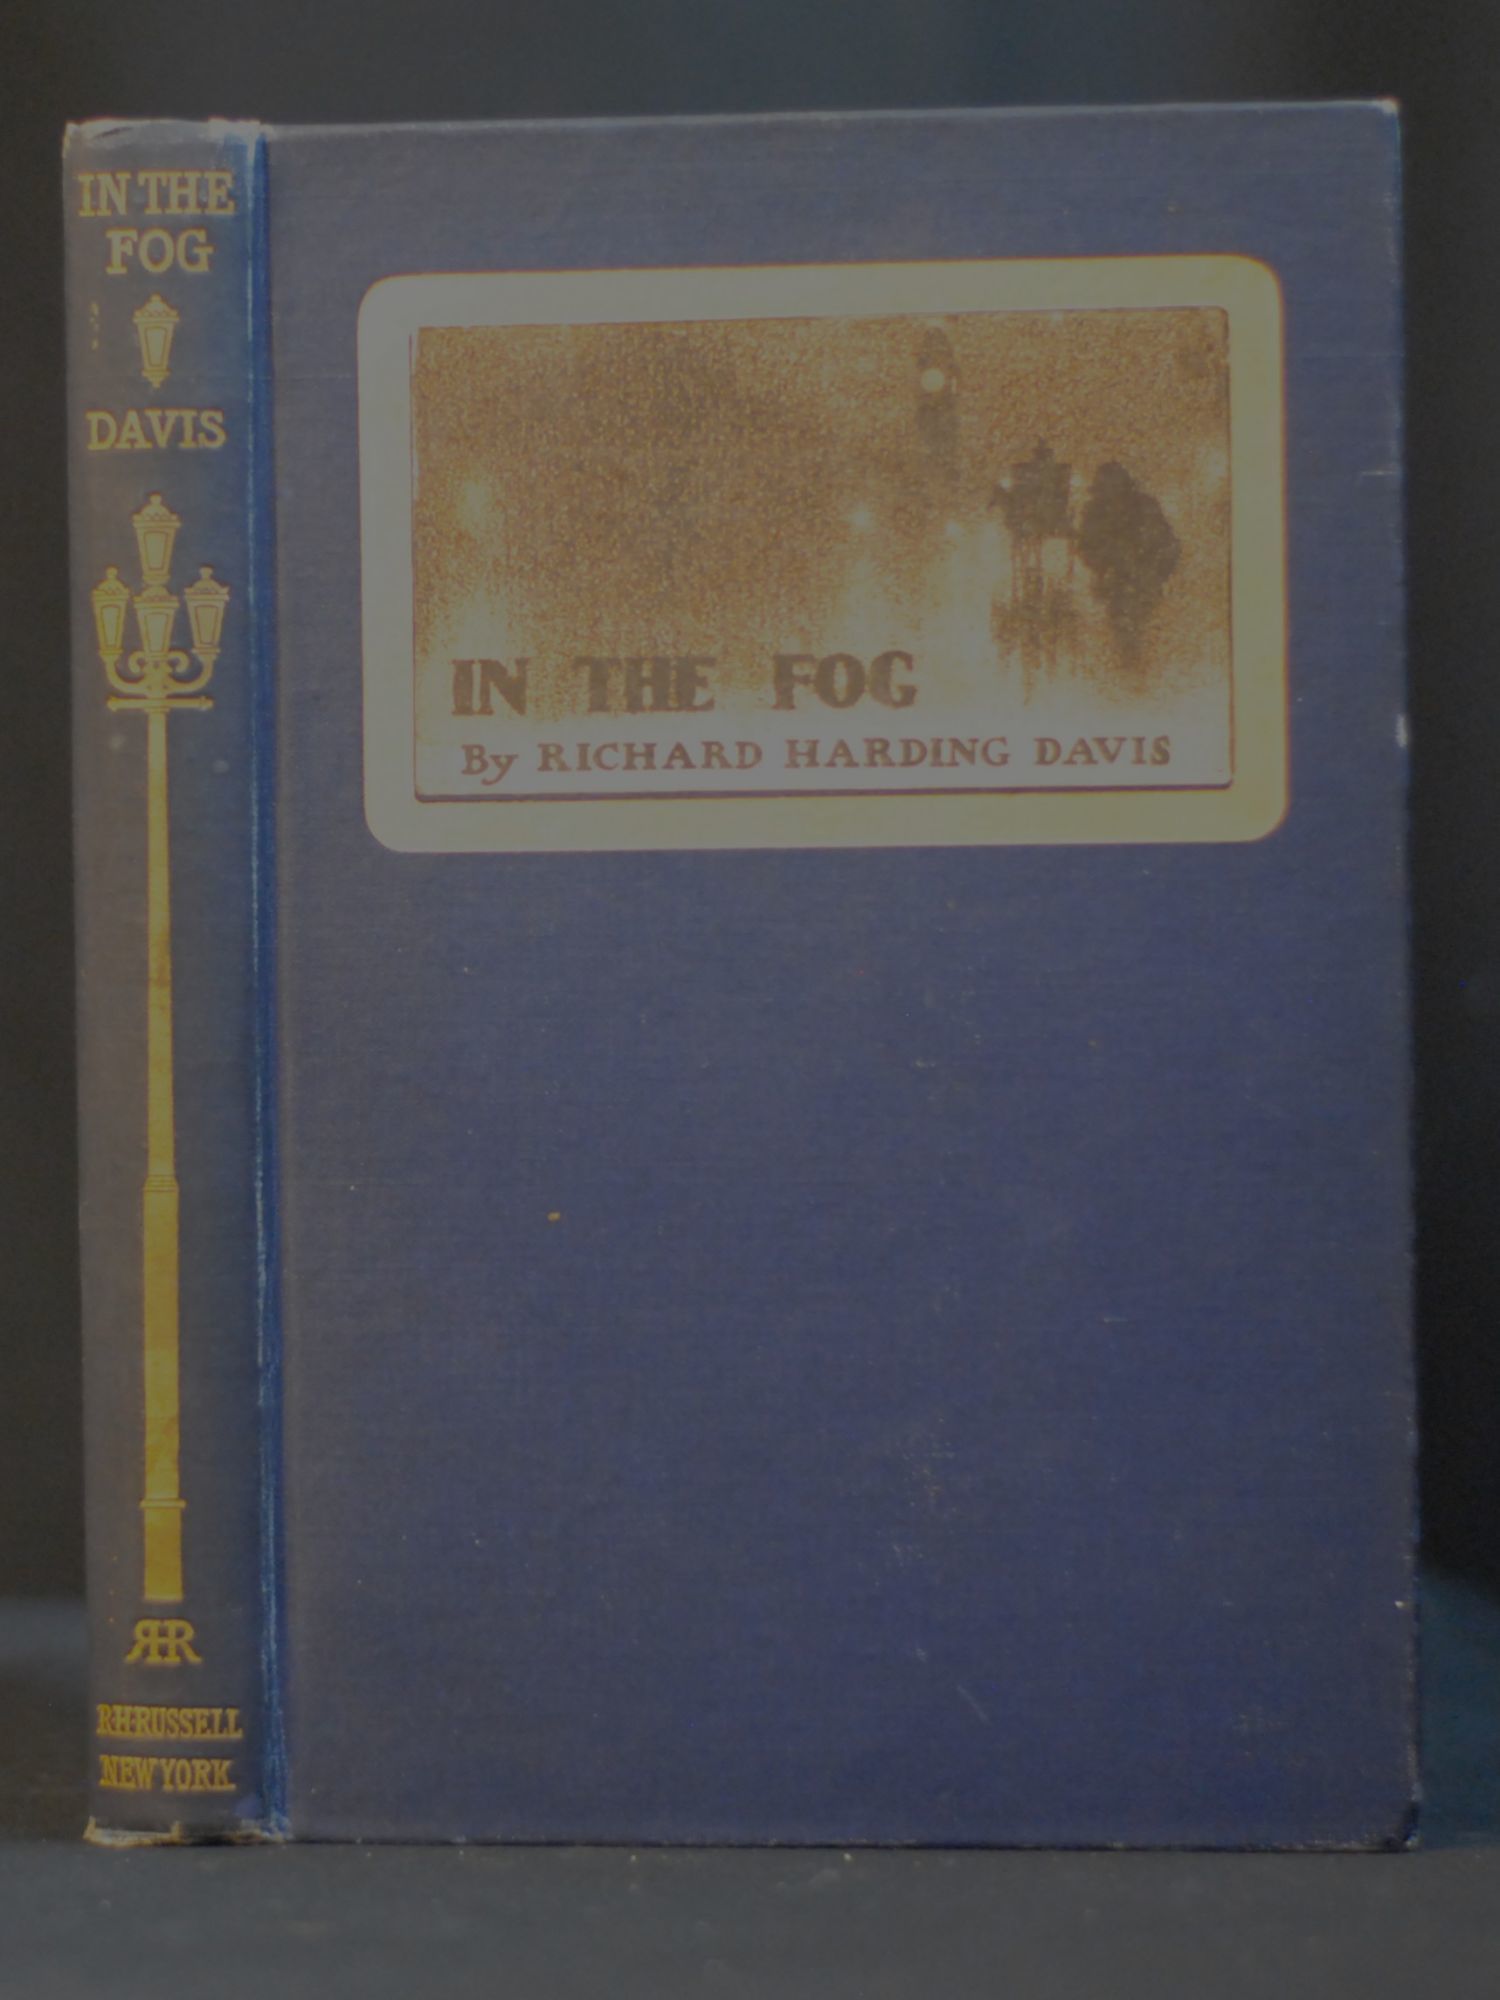 IN THE
FOG
DAVIS
RHR
R·H·RUSSELL
NEW YORK
IN THE FOG
By RICHARD HARDING DAVIS